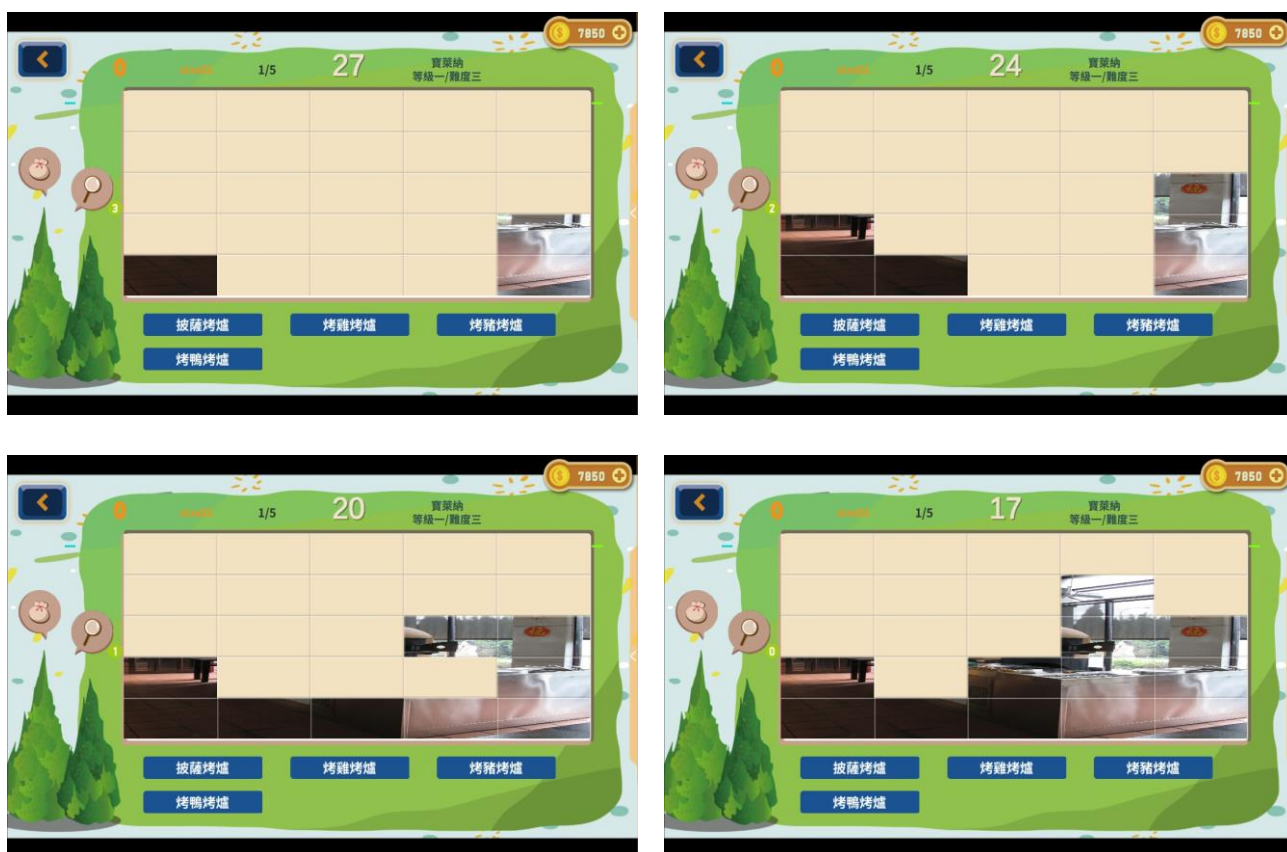 7850
0 1/5 27 寶萊納
等級一/難度三
3
披薩烤爐 烤雞烤爐 烤豬烤爐
烤鴨烤爐
7850
0 1/5 24 寶萊納
等級一/難度三
2
披薩烤爐 烤雞烤爐 烤豬烤爐
烤鴨烤爐
7850
0 1/5 20 寶萊納
等級一/難度三
1
披薩烤爐 烤雞烤爐 烤豬烤爐
烤鴨烤爐
7850
0 1/5 17 寶萊納
等級一/難度三
0
披薩烤爐 烤雞烤爐 烤豬烤爐
烤鴨烤爐